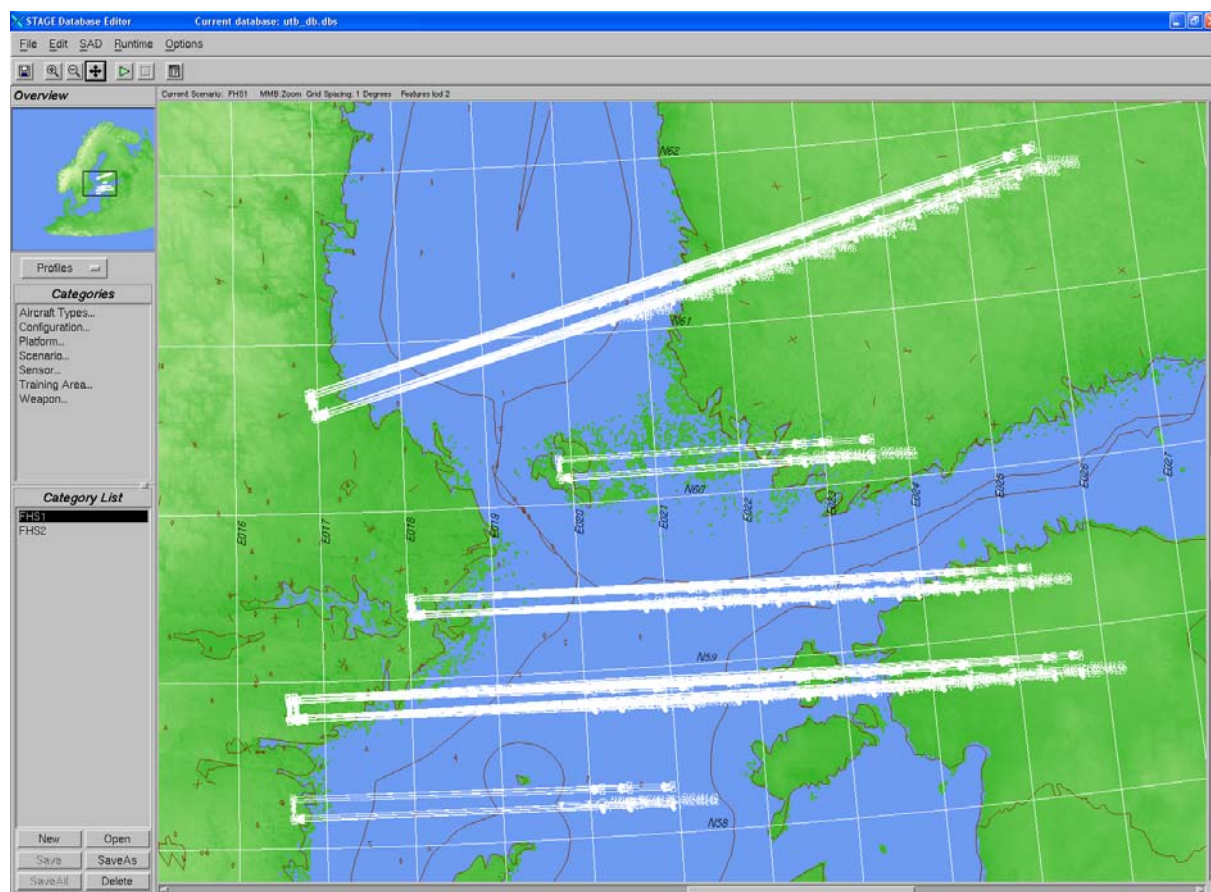 STAGE Database Editor Current database: utb_db.dbs
File Edit SAD Runtime Options
Overview
Current Scenario: FHS1 MMB:Zoom Grid Spacing: 1 Degrees Features lod 2
Profiles
Categories
Aircraft Types...
Configuration...
Platform...
Scenario...
Sensor...
Training Area...
Weapon...
Category List
FHS1
FHS2
New Open
Save SaveAs
SaveAll Delete
N62
N61
N60
E016
E017
E018
E019
E020
E021
E022
E023
E024
E025
E026
E027
N59
N58